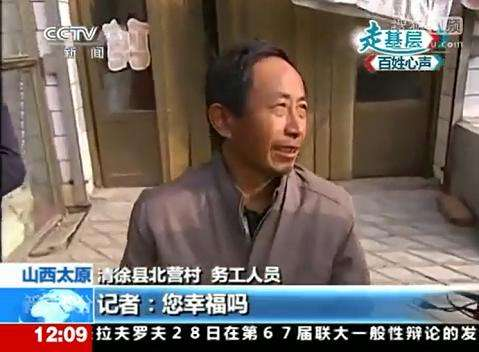 CCTV
新闻
走基层
百姓心声
山西太原
清徐县北营村 务工人员
记者：您幸福吗
12:09
拉夫罗夫28日在第67届联大一般性辩论的发